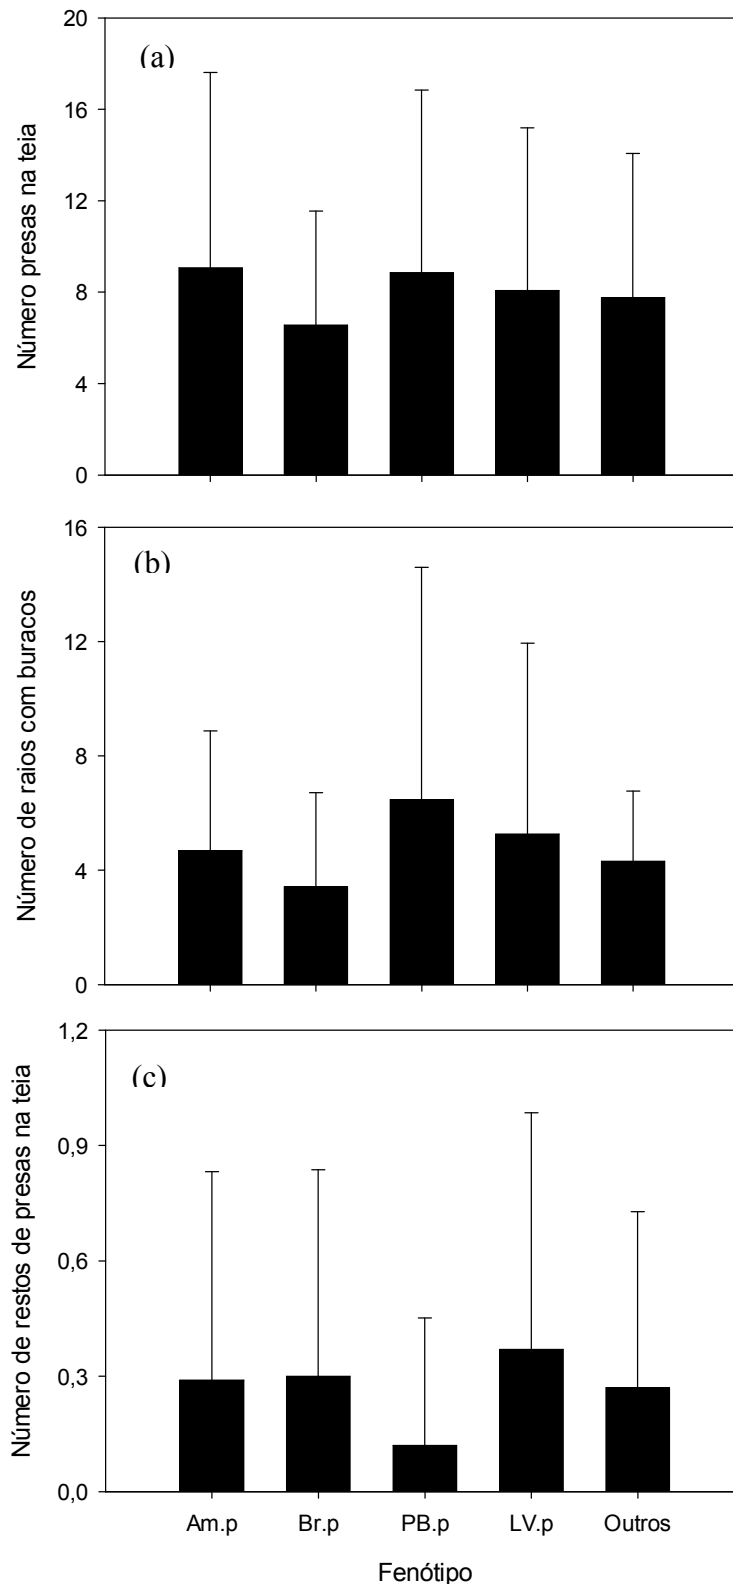 20
(a)
16
12
8
4
0
Número presas na teia
16
(b)
12
8
4
0
Número de raios com buracos
1,2
(c)
0,9
0,6
0,3
0,0
Número de restos de presas na teia
Am.p Br.p PB.p LV.p Outros
Fenótipo